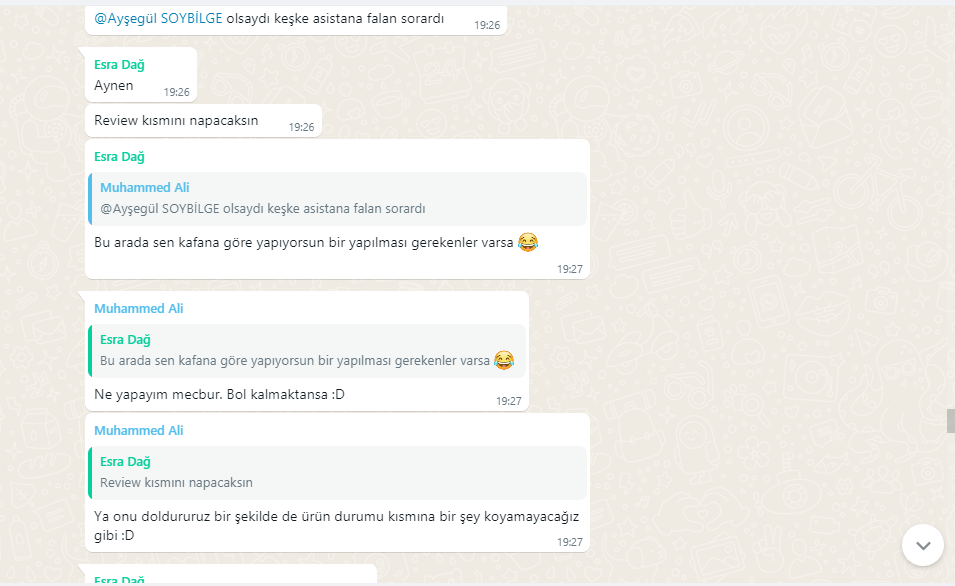 @Ayşegül SOYBİLGE olsaydı keşke asistana falan sorardı
19:26
Esra Dağ
Aynen
19:26
Review kısmını napacaksın
19:26
Esra Dağ
Muhammed Ali
@Ayşegül SOYBİLGE olsaydı keşke asistana falan sorardı
Bu arada sen kafana göre yapıyorsun bir yapılması gerekenler varsa 😂
19:27
Muhammed Ali
Esra Dağ
Bu arada sen kafana göre yapıyorsun bir yapılması gerekenler varsa 😂
Ne yapayım mecbur. Bol kalmaktansa :D
19:27
Muhammed Ali
Esra Dağ
Review kısmını napacaksın
Ya onu doldururuz bir şekilde de ürün durumu kısmına bir şey koyamayacağız
gibi :D
19:27
Esra Dağ